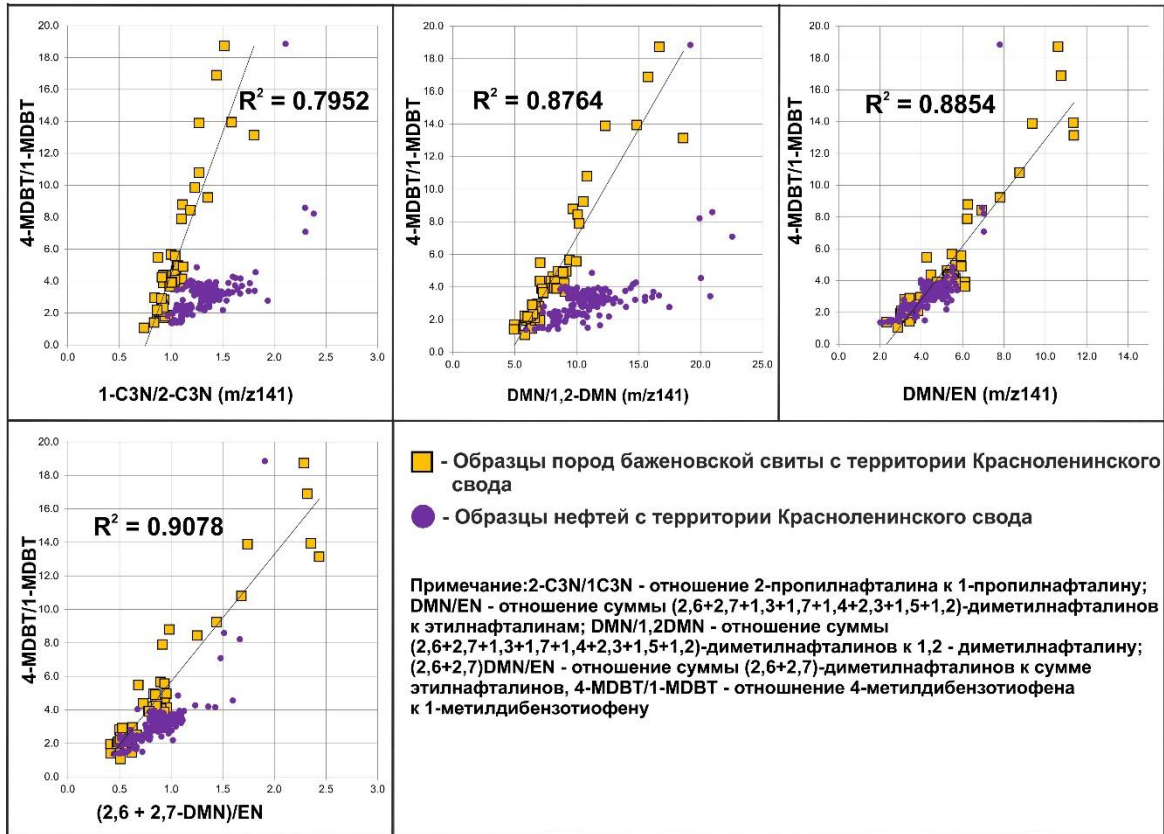 20.0
18.0
16.0
14.0
12.0
10.0
8.0
6.0
4.0
2.0
0.0
4-MDBT/1-MDBT
R² = 0.7952
0.0 0.5 1.0 1.5 2.0 2.5 3.0
1-C3N/2-C3N (m/z141)
20.0
18.0
16.0
14.0
12.0
10.0
8.0
6.0
4.0
2.0
0.0
4-MDBT/1-MDBT
R² = 0.8764
0.0 5.0 10.0 15.0 20.0 25.0
DMN/1,2-DMN (m/z141)
20.0
18.0
16.0
14.0
12.0
10.0
8.0
6.0
4.0
2.0
0.0
4-MDBT/1-MDBT
R² = 0.8854
0.0 2.0 4.0 6.0 8.0 10.0 12.0 14.0
DMN/EN (m/z141)
20.0
18.0
16.0
14.0
12.0
10.0
8.0
6.0
4.0
2.0
0.0
4-MDBT/1-MDBT
R² = 0.9078
0.0 0.5 1.0 1.5 2.0 2.5 3.0
(2,6 + 2,7-DMN)/EN
- Образцы пород баженовской свиты с территории Красноленинского
свода
- Образцы нефтей с территории Красноленинского свода
Примечание:2-C3N/1C3N - отношение 2-пропилнафталина к 1-пропилнафталину;
DMN/EN - отношение суммы (2,6+2,7+1,3+1,7+1,4+2,3+1,5+1,2)-диметилнафталинов
к этилнафталинам; DMN/1,2DMN - отношение суммы
(2,6+2,7+1,3+1,7+1,4+2,3+1,5+1,2)-диметилнафталинов к 1,2 - диметилнафталину;
(2,6+2,7)DMN/EN - отношение суммы (2,6+2,7)-диметилнафталинов к сумме
этилнафталинов, 4-MDBT/1-MDBT - отношнение 4-метилдибензотиофена
к 1-метилдибензотиофену